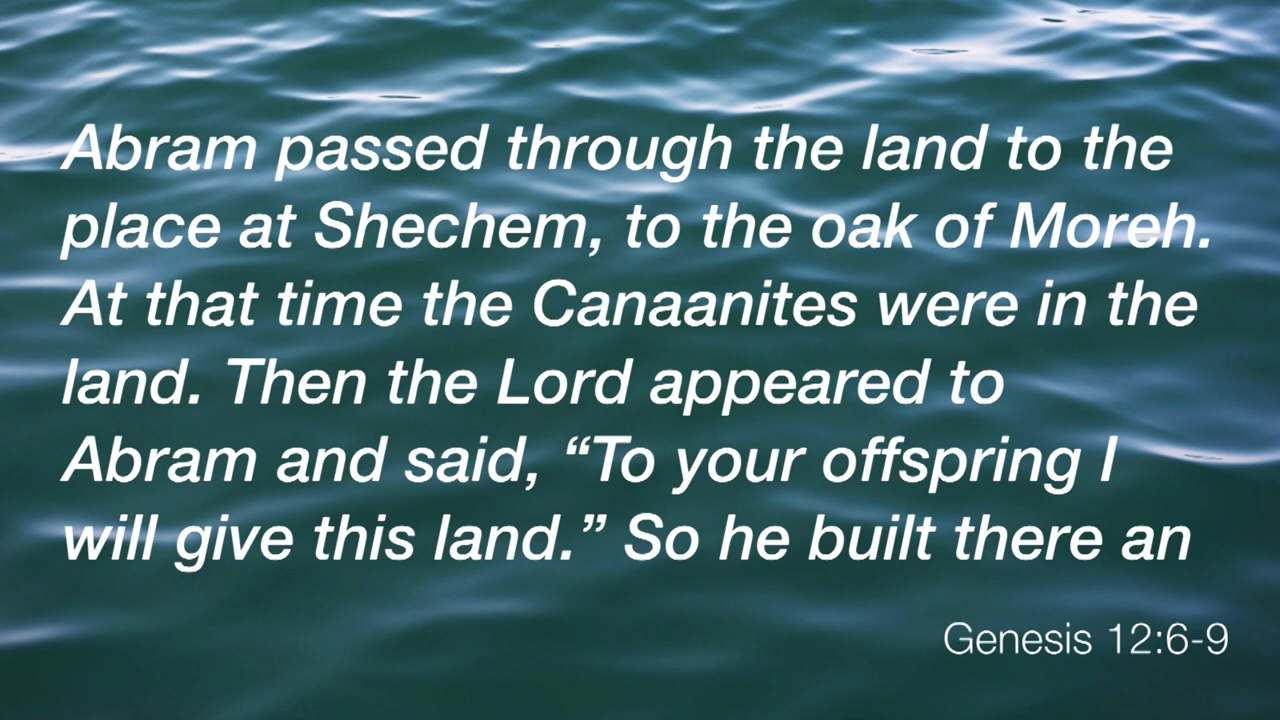 Abram passed through the land to the
place at Shechem, to the oak of Moreh.
At that time the Canaanites were in the
land. Then the Lord appeared to
Abram and said, “To your offspring I
will give this land.” So he built there an
Genesis 12:6-9